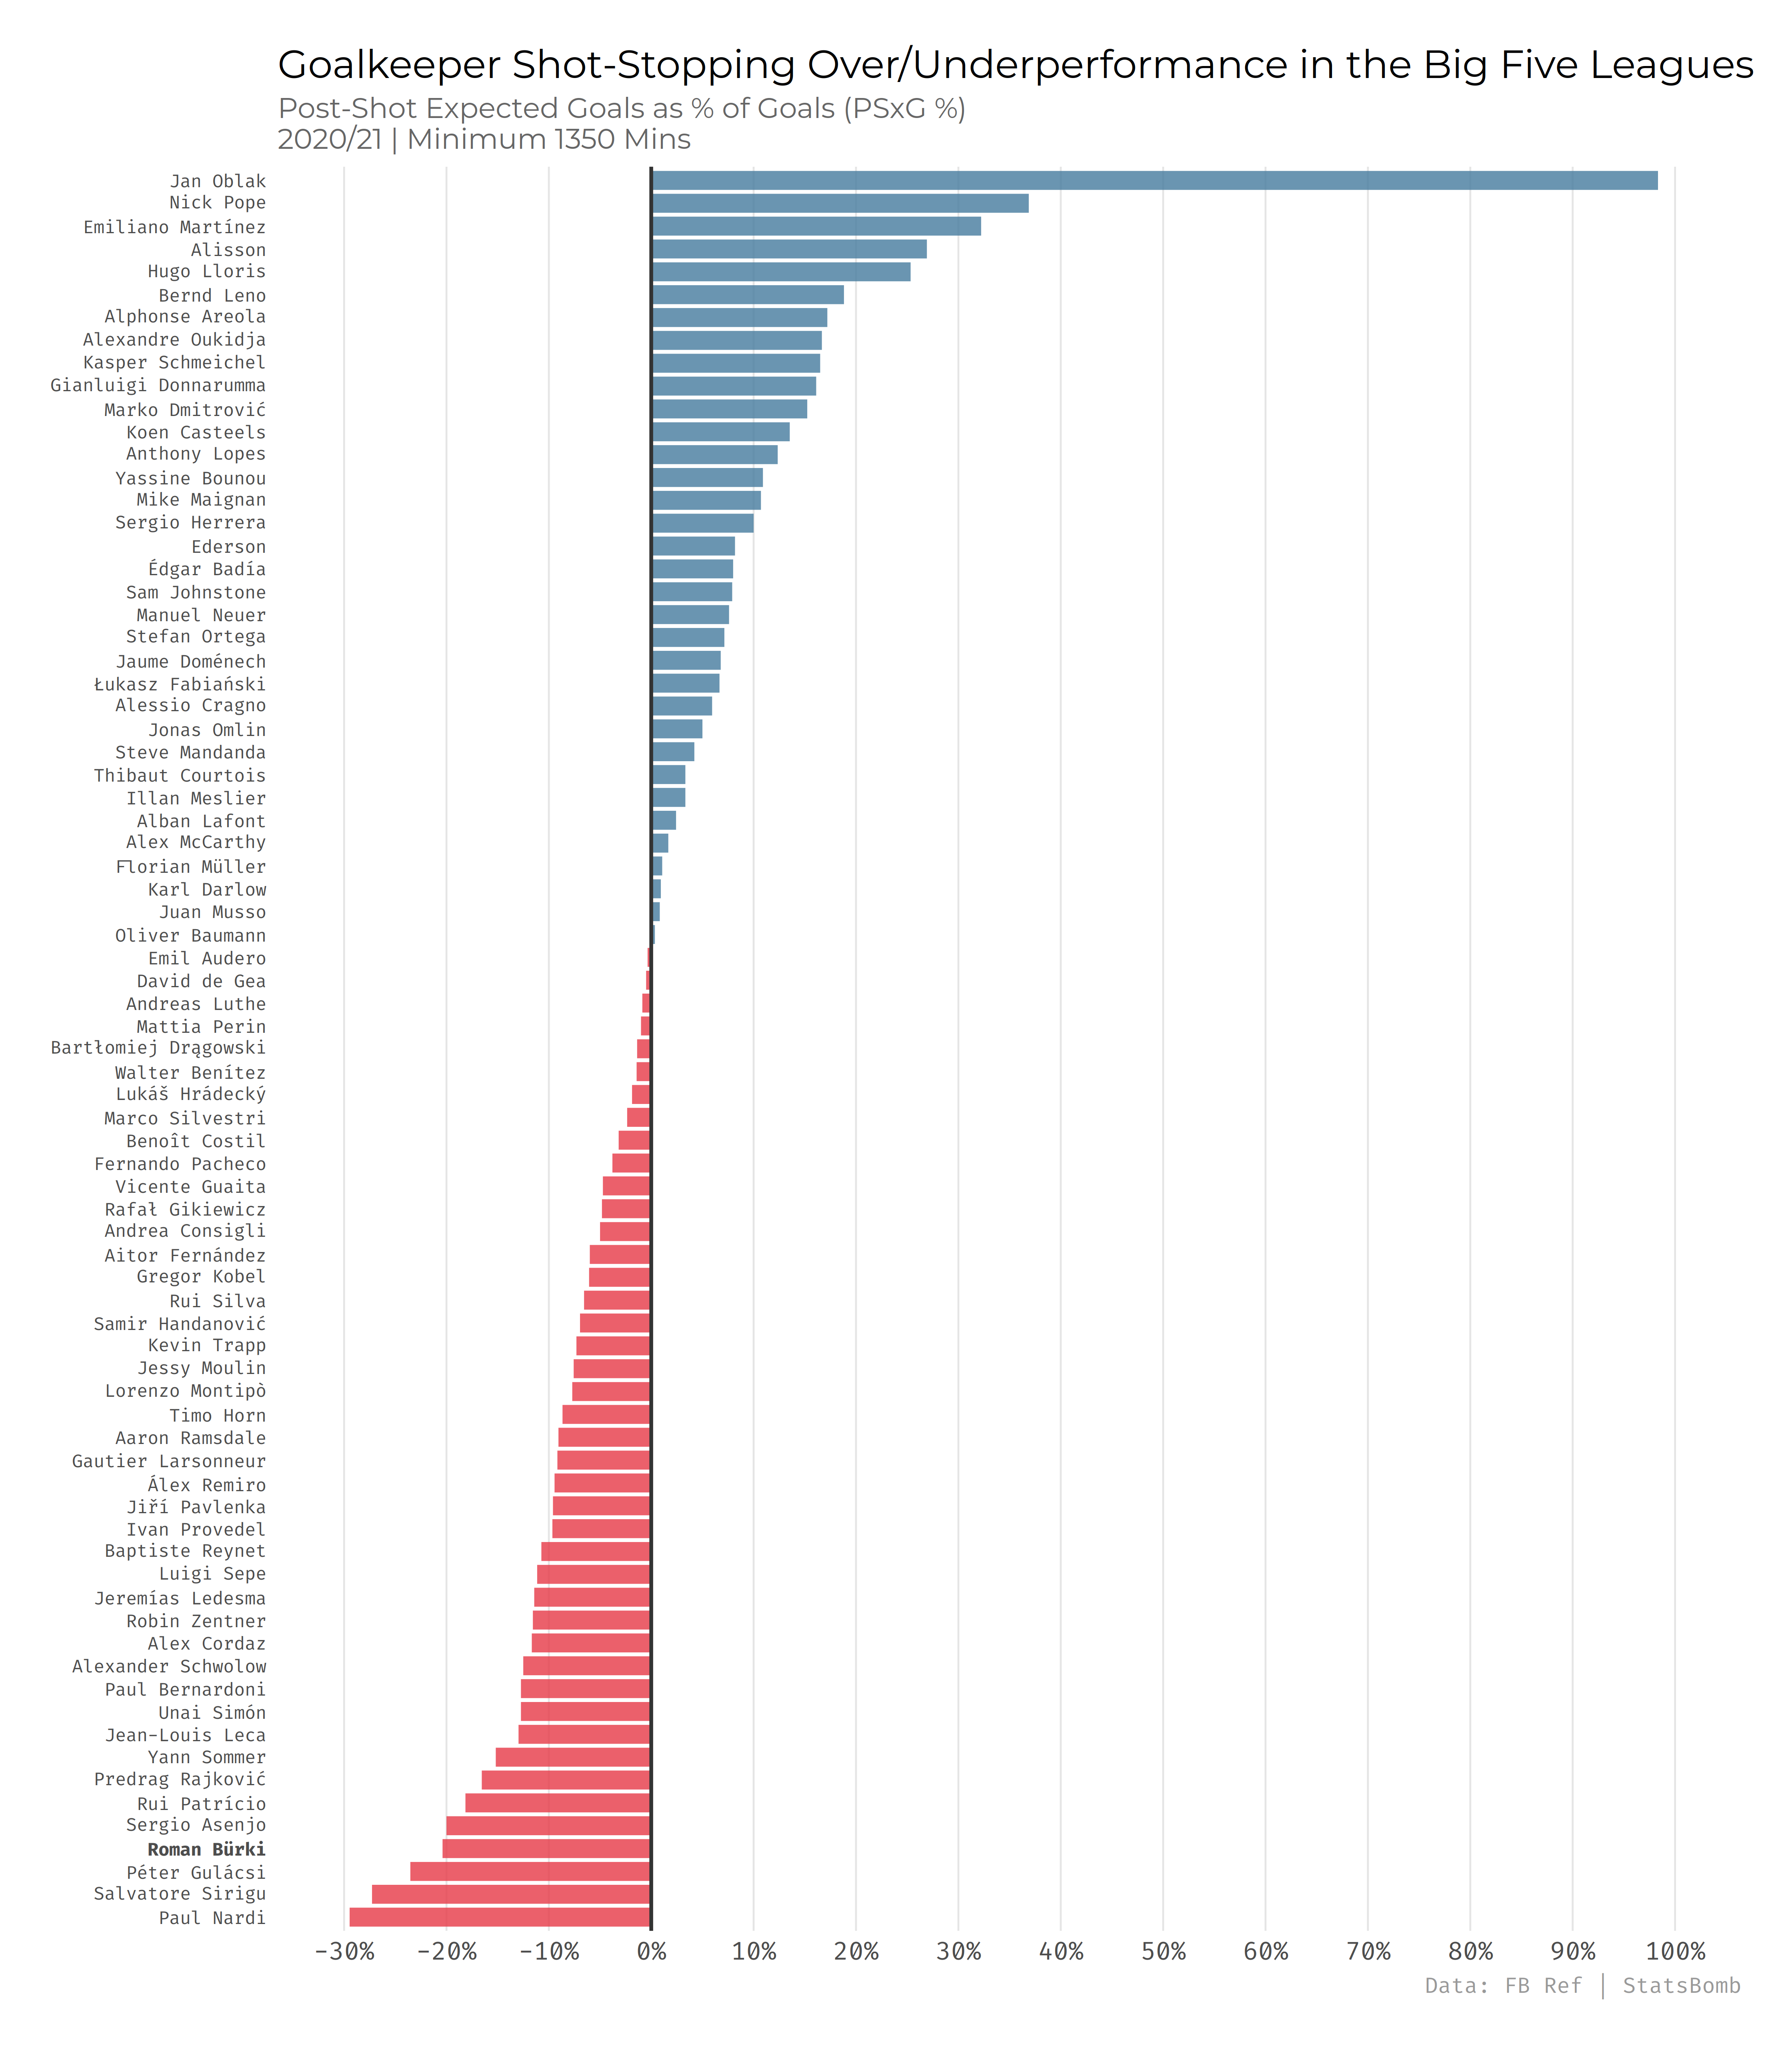 Goalkeeper Shot-Stopping Over/Underperformance in the Big Five Leagues
Post-Shot Expected Goals as % of Goals (PSxG %)
2020/21 | Minimum 1350 Mins
Jan Oblak
Nick Pope
Emiliano Martínez
Alisson
Hugo Lloris
Bernd Leno
Alphonse Areola
Alexandre Oukidja
Kasper Schmeichel
Gianluigi Donnarumma
Marko Dmitrović
Koen Casteels
Anthony Lopes
Yassine Bounou
Mike Maignan
Sergio Herrera
Ederson
Édgar Badía
Sam Johnstone
Manuel Neuer
Stefan Ortega
Jaume Doménech
Łukasz Fabiański
Alessio Cragno
Jonas Omlin
Steve Mandanda
Thibaut Courtois
Illan Meslier
Alban Lafont
Alex McCarthy
Florian Müller
Karl Darlow
Juan Musso
Oliver Baumann
Emil Audero
David de Gea
Andreas Luthe
Mattia Perin
Bartłomiej Drągowski
Walter Benítez
Lukáš Hrádecký
Marco Silvestri
Benoît Costil
Fernando Pacheco
Vicente Guaita
Rafał Gikiewicz
Andrea Consigli
Aitor Fernández
Gregor Kobel
Rui Silva
Samir Handanović
Kevin Trapp
Jessy Moulin
Lorenzo Montipò
Timo Horn
Aaron Ramsdale
Gautier Larsonneur
Álex Remiro
Jiří Pavlenka
Ivan Provedel
Baptiste Reynet
Luigi Sepe
Jeremías Ledesma
Robin Zentner
Alex Cordaz
Alexander Schwolow
Paul Bernardoni
Unai Simón
Jean-Louis Leca
Yann Sommer
Predrag Rajković
Rui Patrício
Sergio Asenjo
Roman Bürki
Péter Gulácsi
Salvatore Sirigu
Paul Nardi
-30% -20% -10% 0% 10% 20% 30% 40% 50% 60% 70% 80% 90% 100%
Data: FB Ref | StatsBomb